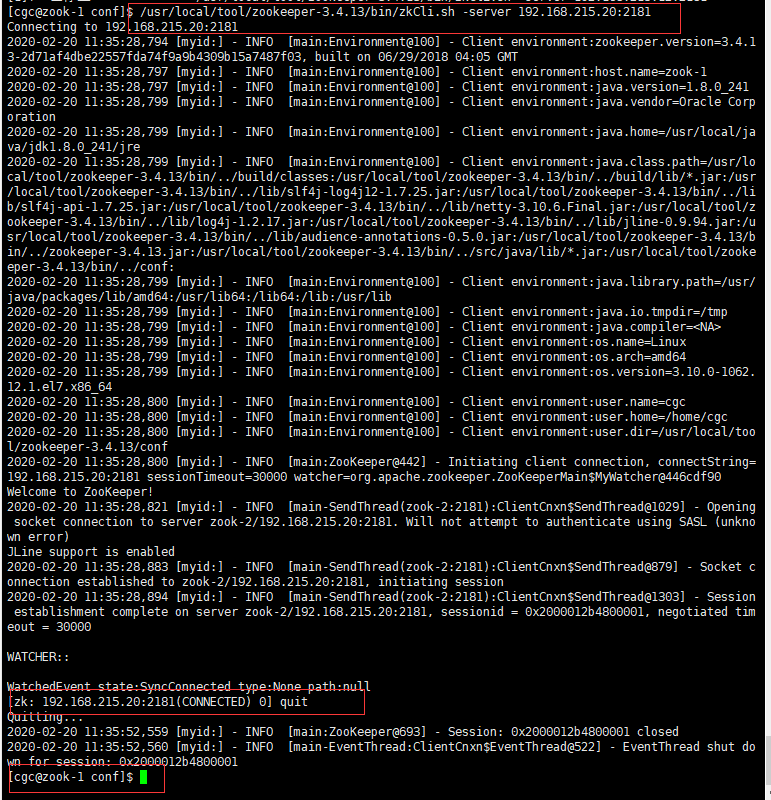 [cgc@zook-1 conf]$ /usr/local/tool/zookeeper-3.4.13/bin/zkCli.sh -server 192.168.215.20:2181
Connecting to 192.168.215.20:2181
2020-02-20 11:35:28,794 [myid:] - INFO  [main:Environment@100] - Client environment:zookeeper.version=3.4.1
3-2d71af4dbe22557fda74f9a9b4309b15a7487f03, built on 06/29/2018 04:05 GMT
2020-02-20 11:35:28,797 [myid:] - INFO  [main:Environment@100] - Client environment:host.name=zook-1
2020-02-20 11:35:28,797 [myid:] - INFO  [main:Environment@100] - Client environment:java.version=1.8.0_241
2020-02-20 11:35:28,799 [myid:] - INFO  [main:Environment@100] - Client environment:java.vendor=Oracle Corp
oration
2020-02-20 11:35:28,799 [myid:] - INFO  [main:Environment@100] - Client environment:java.home=/usr/local/ja
va/jdk1.8.0_241/jre
2020-02-20 11:35:28,799 [myid:] - INFO  [main:Environment@100] - Client environment:java.class.path=/usr/lo
cal/tool/zookeeper-3.4.13/bin/../build/classes:/usr/local/tool/zookeeper-3.4.13/bin/../build/lib/*.jar:/usr
/local/tool/zookeeper-3.4.13/bin/../lib/slf4j-log4j12-1.7.25.jar:/usr/local/tool/zookeeper-3.4.13/bin/../li
b/slf4j-api-1.7.25.jar:/usr/local/tool/zookeeper-3.4.13/bin/../lib/netty-3.10.6.Final.jar:/usr/local/tool/z
ookeeper-3.4.13/bin/../lib/log4j-1.2.17.jar:/usr/local/tool/zookeeper-3.4.13/bin/../lib/jline-0.9.94.jar:/u
sr/local/tool/zookeeper-3.4.13/bin/../lib/audience-annotations-0.5.0.jar:/usr/local/tool/zookeeper-3.4.13/b
in/../zookeeper-3.4.13.jar:/usr/local/tool/zookeeper-3.4.13/bin/../src/java/lib/*.jar:/usr/local/tool/zooke
eper-3.4.13/bin/../conf:
2020-02-20 11:35:28,799 [myid:] - INFO  [main:Environment@100] - Client environment:java.library.path=/usr/
java/packages/lib/amd64:/usr/lib64:/lib64:/lib:/usr/lib
2020-02-20 11:35:28,799 [myid:] - INFO  [main:Environment@100] - Client environment:java.io.tmpdir=/tmp
2020-02-20 11:35:28,799 [myid:] - INFO  [main:Environment@100] - Client environment:java.compiler=<NA>
2020-02-20 11:35:28,799 [myid:] - INFO  [main:Environment@100] - Client environment:os.name=Linux
2020-02-20 11:35:28,799 [myid:] - INFO  [main:Environment@100] - Client environment:os.arch=amd64
2020-02-20 11:35:28,799 [myid:] - INFO  [main:Environment@100] - Client environment:os.version=3.10.0-1062.
12.1.el7.x86_64
2020-02-20 11:35:28,800 [myid:] - INFO  [main:Environment@100] - Client environment:user.name=cgc
2020-02-20 11:35:28,800 [myid:] - INFO  [main:Environment@100] - Client environment:user.home=/home/cgc
2020-02-20 11:35:28,800 [myid:] - INFO  [main:Environment@100] - Client environment:user.dir=/usr/local/too
l/zookeeper-3.4.13/conf
2020-02-20 11:35:28,800 [myid:] - INFO  [main:ZooKeeper@442] - Initiating client connection, connectString=
192.168.215.20:2181 sessionTimeout=30000 watcher=org.apache.zookeeper.ZooKeeperMain$MyWatcher@446cdf90
Welcome to ZooKeeper!
2020-02-20 11:35:28,821 [myid:] - INFO  [main-SendThread(zook-2:2181):ClientCnxn$SendThread@1029] - Opening
 socket connection to server zook-2/192.168.215.20:2181. Will not attempt to authenticate using SASL (unkno
wn error)
JLine support is enabled
2020-02-20 11:35:28,883 [myid:] - INFO  [main-SendThread(zook-2:2181):ClientCnxn$SendThread@879] - Socket c
onnection established to zook-2/192.168.215.20:2181, initiating session
2020-02-20 11:35:28,894 [myid:] - INFO  [main-SendThread(zook-2:2181):ClientCnxn$SendThread@1303] - Session
 establishment complete on server zook-2/192.168.215.20:2181, sessionid = 0x2000012b4800001, negotiated tim
eout = 30000
WATCHER::
WatchedEvent state:SyncConnected type:None path:null
[zk: 192.168.215.20:2181(CONNECTED) 0] quit
Quitting...
2020-02-20 11:35:52,559 [myid:] - INFO  [main:ZooKeeper@693] - Session: 0x2000012b4800001 closed
2020-02-20 11:35:52,560 [myid:] - INFO  [main-EventThread:ClientCnxn$EventThread@522] - EventThread shut do
wn for session: 0x2000012b4800001
[cgc@zook-1 conf]$